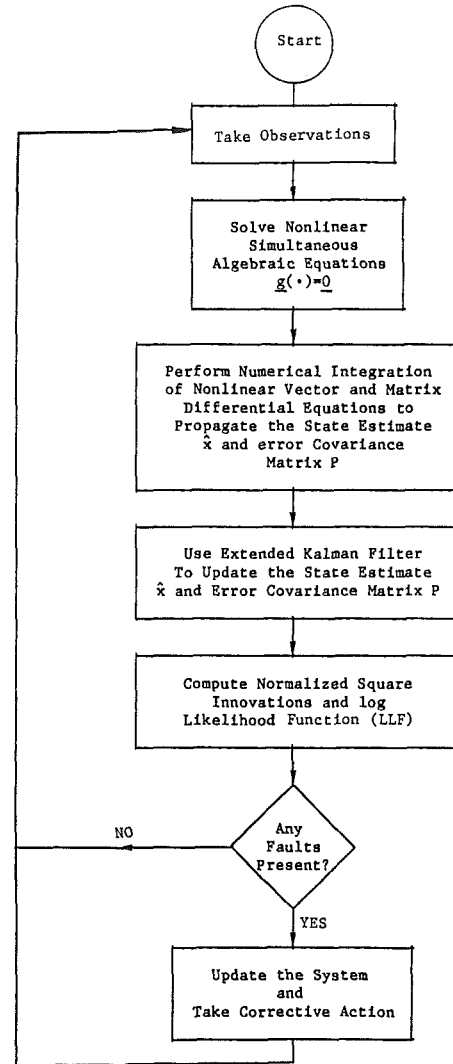 Start
Take Observations
Solve Nonlinear
Simultaneous
Algebraic Equations
g(·)=0
Perform Numerical Integration
of Nonlinear Vector and Matrix
Differential Equations to
Propagate the State Estimate
x̂ and error Covariance
Matrix P
Use Extended Kalman Filter
To Update the State Estimate
x̂ and Error Covariance Matrix P
Compute Normalized Square
Innovations and log
Likelihood Function (LLF)
Any
Faults
Present?
NO
YES
Update the System
and
Take Corrective Action